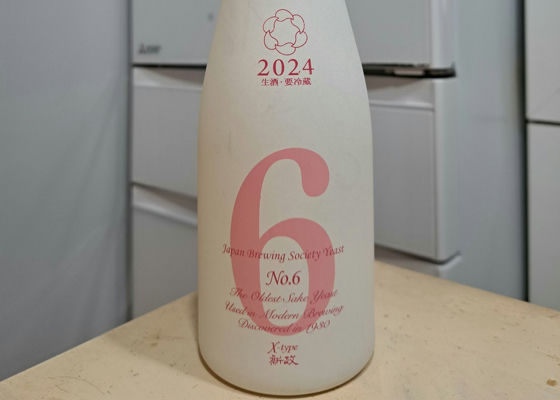 2024
生酒・要冷蔵
6
Japan Brewing Society Yeast
No.6
The Oldest Sake Yeast
Used in Modern Brewing
Discovered in 1930
X-type
新政